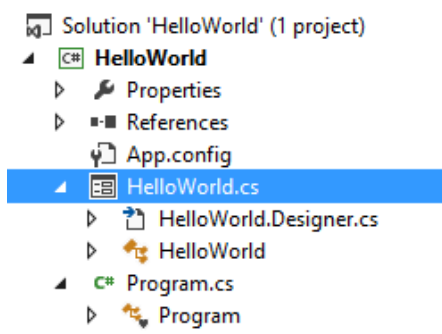 Solution 'HelloWorld' (1 project)
C# HelloWorld
Properties
References
App.config
HelloWorld.cs
HelloWorld.Designer.cs
HelloWorld
C# Program.cs
Program